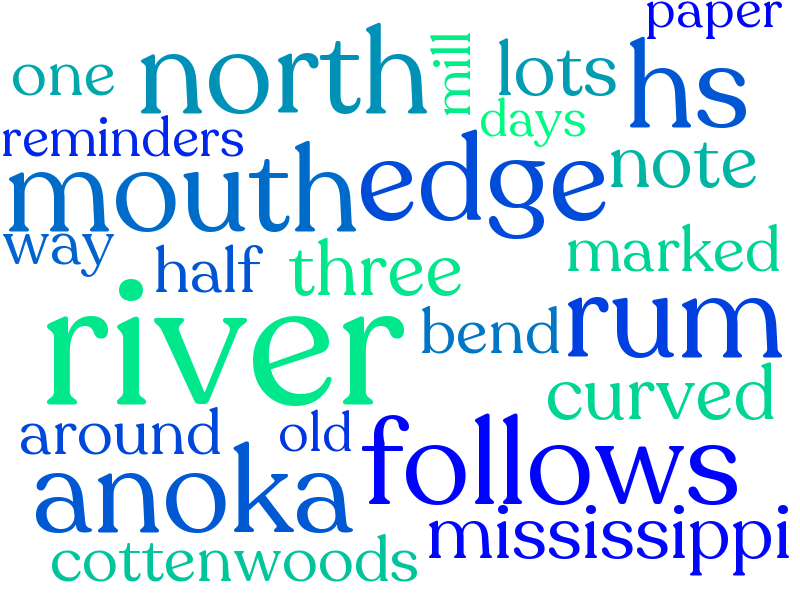 paper
one north mill lots hs
reminders days
mouth edge note
way half three marked
river bend rum
curved
around old follows
anoka
mississippi
cottenwoods